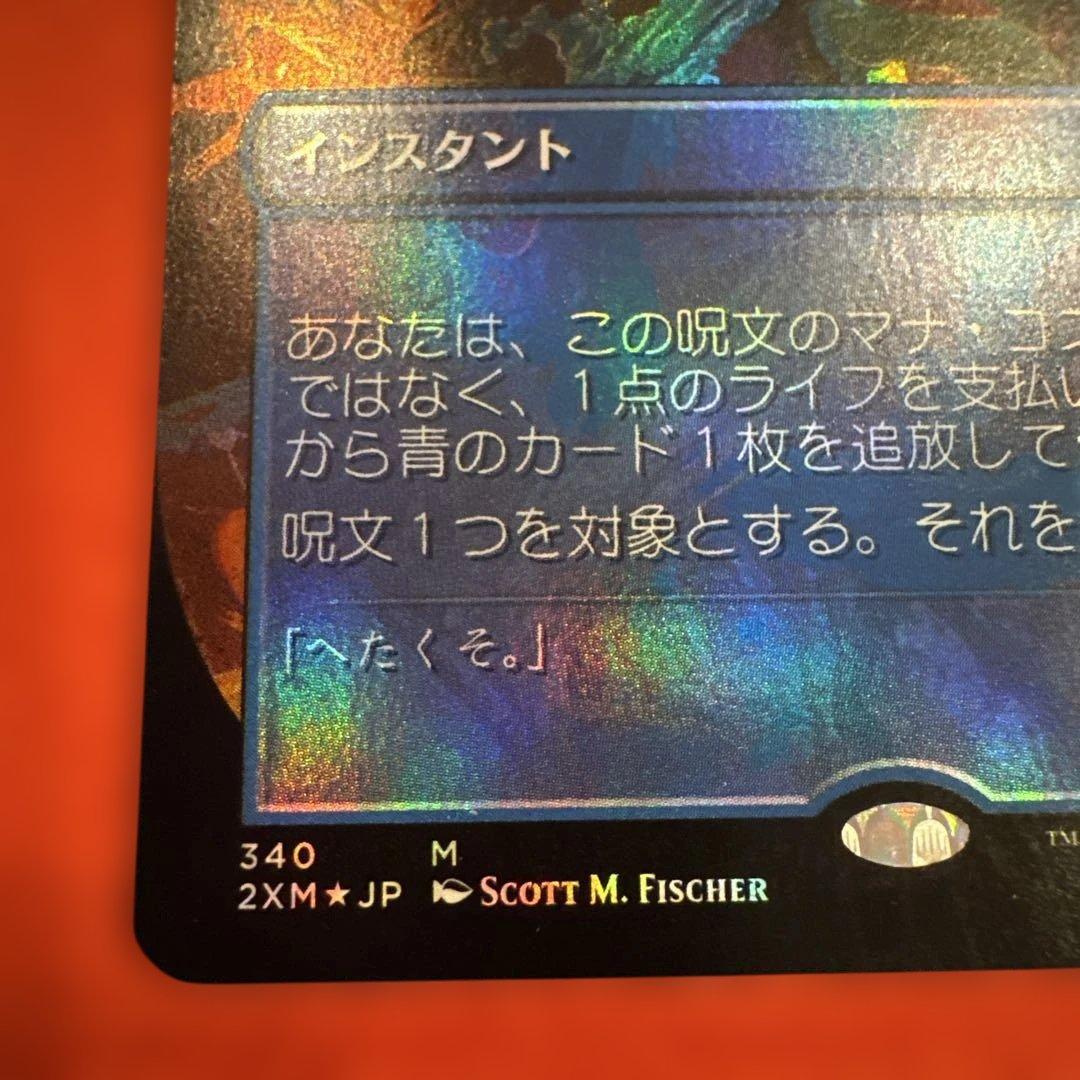 インスタント
あなたは、この呪文のマナ・コス
ではなく、1点のライフを支払い
から青のカード1枚を追放して
呪文1つを対象とする。それを
「へたくそ。」
340 M
2XM★JP SCOTT M. FISCHER
TM